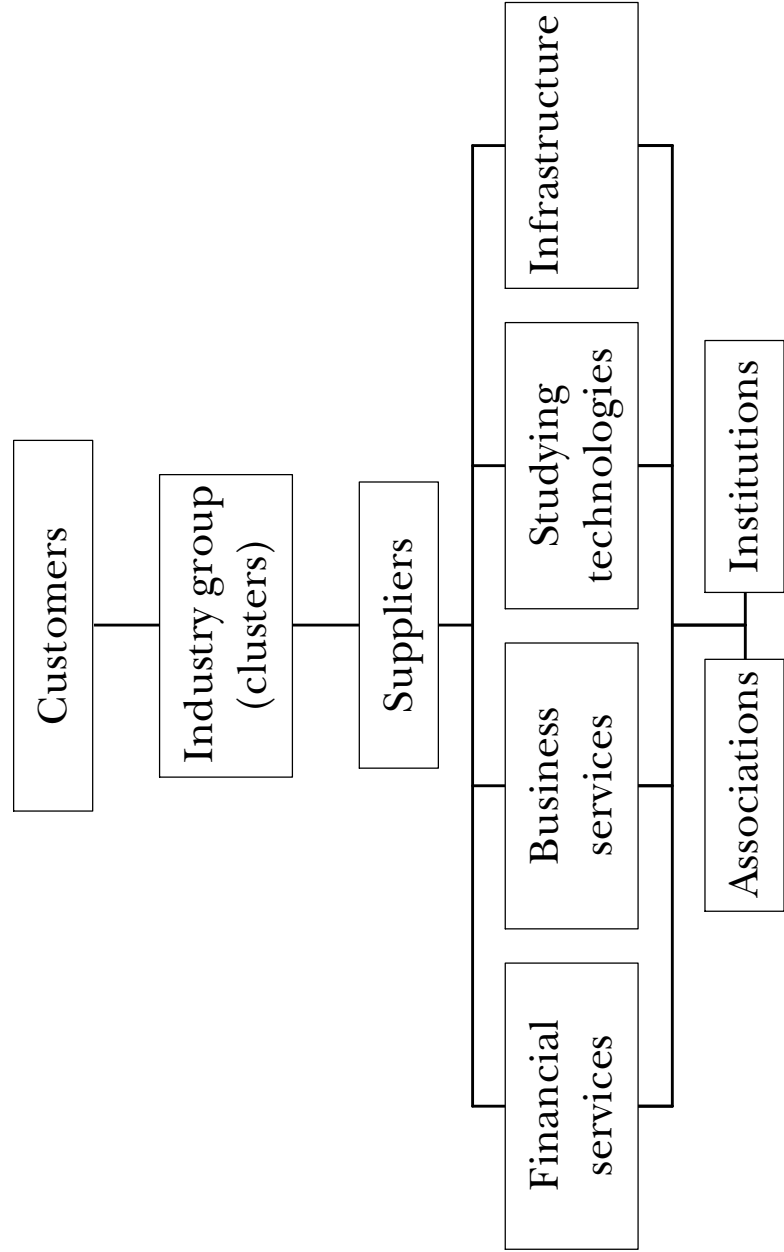 Customers
Industry group
(clusters)
Suppliers
Financial
services
Business
services
Studying
technologies
Infrastructure
Associations
Institutions